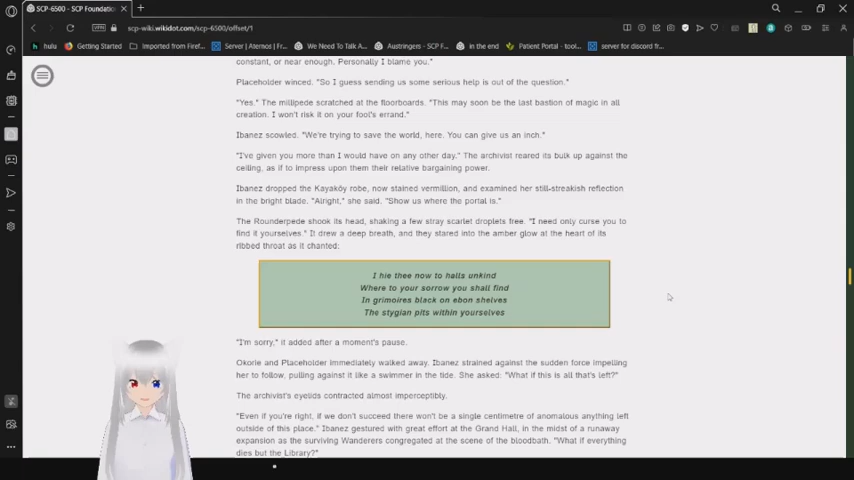 SCP-6500 - SCP Foundatio
scp-wiki.wikidot.com/scp-6500/offset/1
hulu
Getting Started
Imported from Firef...
Server | Aternos | Fr...
We Need To Talk A...
Austringers - SCP F...
in the end
Patient Portal - tool...
server for discord fr...
constant, or near enough. Personally I blame you."
Placeholder winced. "So I guess sending us some serious help is out of the question."
"Yes." The millipede scratched at the floorboards. "This may soon be the last bastion of magic in all
creation. I won't risk it on your fool's errand."
Ibanez scowled. "We're trying to save the world, here. You can give us an inch."
"I've given you more than I would have on any other day." The archivist reared its bulk up against the
ceiling, as if to impress upon them their relative bargaining power.
Ibanez dropped the Kayaköy robe, now stained vermillion, and examined her still-streakish reflection
in the bright blade. "Alright," she said. "Show us where the portal is."
The Rounderpede shook its head, shaking a few stray scarlet droplets free. "I need only curse you to
find it yourselves." It drew a deep breath, and they stared into the amber glow at the heart of its
ribbed throat as it chanted:
I hie thee now to halls unkind
Where to your sorrow you shall find
In grimoires black on ebon shelves
The stygian pits within yourselves
"I'm sorry," it added after a moment's pause.
Okorie and Placeholder immediately walked away. Ibanez strained against the sudden force impelling
her to follow, pulling against it like a swimmer in the tide. She asked: "What if this is all that's left?"
The archivist's eyelids contracted almost imperceptibly.
"Even if you're right, if we don't succeed there won't be a single centimetre of anomalous anything left
outside of this place." Ibanez gestured with great effort at the Grand Hall, in the midst of a runaway
expansion as the surviving Wanderers congregated at the scene of the bloodbath. "What if everything
dies but the Library?"